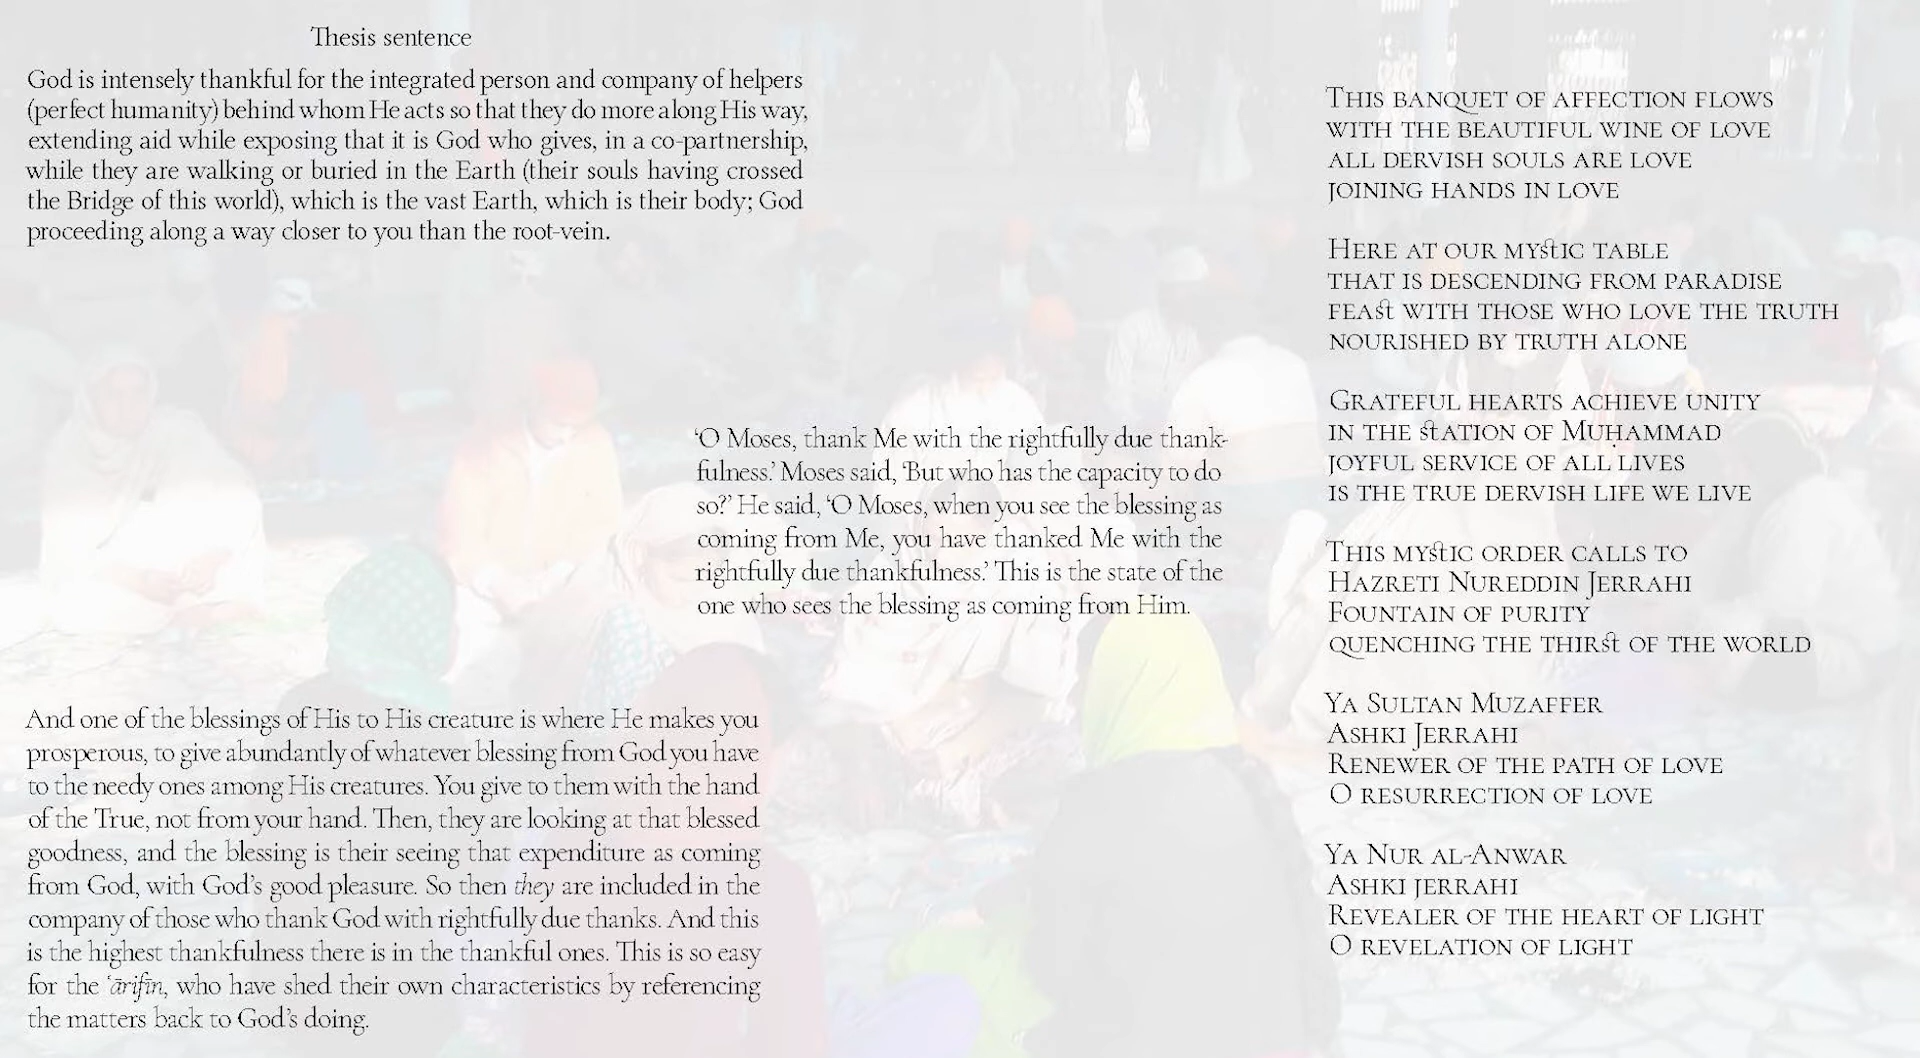 Thesis sentence
God is intensely thankful for the integrated person and company of helpers
(perfect humanity) behind whom He acts so that they do more along His way,
extending aid while exposing that it is God who gives, in a co-partnership,
while they are walking or buried in the Earth (their souls having crossed
the Bridge of this world), which is the vast Earth, which is their body; God
proceeding along a way closer to you than the root-vein.
‘O Moses, thank Me with the rightfully due thank-
fulness.’ Moses said, ‘But who has the capacity to do
so?’ He said, ‘O Moses, when you see the blessing as
coming from Me, you have thanked Me with the
rightfully due thankfulness.’ This is the state of the
one who sees the blessing as coming from Him.
And one of the blessings of His to His creature is where He makes you
prosperous, to give abundantly of whatever blessing from God you have
to the needy ones among His creatures. You give to them with the hand
of the True, not from your hand. Then, they are looking at that blessed
goodness, and the blessing is their seeing that expenditure as coming
from God, with God’s good pleasure. So then they are included in the
company of those who thank God with rightfully due thanks. And this
is the highest thankfulness there is in the thankful ones. This is so easy
for the ‘ārifīn, who have shed their own characteristics by referencing
the matters back to God’s doing.
This banquet of affection flows
with the beautiful wine of love
all dervish souls are love
joining hands in love
Here at our mystic table
that is descending from paradise
feast with those who love the truth
nourished by truth alone
Grateful hearts achieve unity
in the station of Muḥammad
joyful service of all lives
is the true dervish life we live
This mystic order calls to
Hazreti Nureddin Jerrahi
Fountain of purity
quenching the thirst of the world
Ya Sultan Muzaffer
Ashki Jerrahi
Renewer of the path of love
O resurrection of love
Ya Nur al-Anwar
Ashki jerrahi
Revealer of the heart of light
O revelation of light